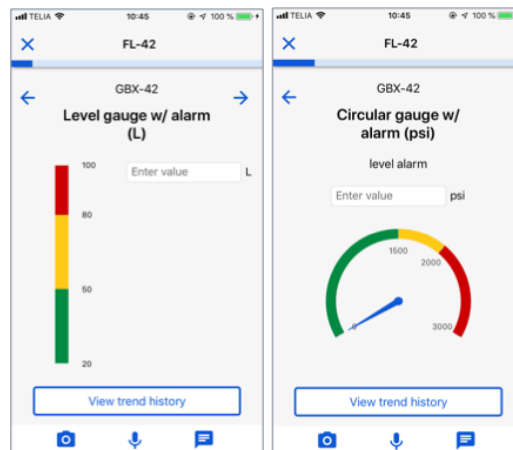 TELIA 10:45 100 %
FL-42
GBX-42
Level gauge w/ alarm
(L)
100
Enter value L
80
50
20
View trend history
TELIA 10:45 100 %
FL-42
GBX-42
Circular gauge w/
alarm (psi)
level alarm
Enter value psi
1500
2000
0
3000
View trend history